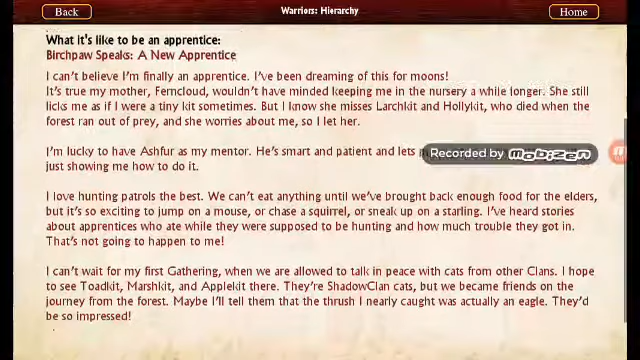 Back
Warriors: Hierarchy
Home
What it's like to be an apprentice:
Birchpaw Speaks: A New Apprentice
I can't believe I'm finally an apprentice. I've been dreaming of this for moons!
It's true my mother, Ferncloud, wouldn't have minded keeping me in the nursery a while longer. She still
licks me as if I were a tiny kit sometimes. But I know she misses Larchkit and Hollykit, who died when the
forest ran out of prey, and she worries about me, so I let her.
I'm lucky to have Ashfur as my mentor. He's smart and patient and lets
Recorded by mobizen
just showing me how to do it.
I love hunting patrols the best. We can't eat anything until we've brought back enough food for the elders,
but it's so exciting to jump on a mouse, or chase a squirrel, or sneak up on a starling. I've heard stories
about apprentices who ate while they were supposed to be hunting and how much trouble they got in.
That's not going to happen to me!
I can't wait for my first Gathering, when we are allowed to talk in peace with cats from other Clans. I hope
to see Toadkit, Marshkit, and Applekit there. They're ShadowClan cats, but we became friends on the
journey from the forest. Maybe I'll tell them that the thrush I nearly caught was actually an eagle. They'd
be so impressed!